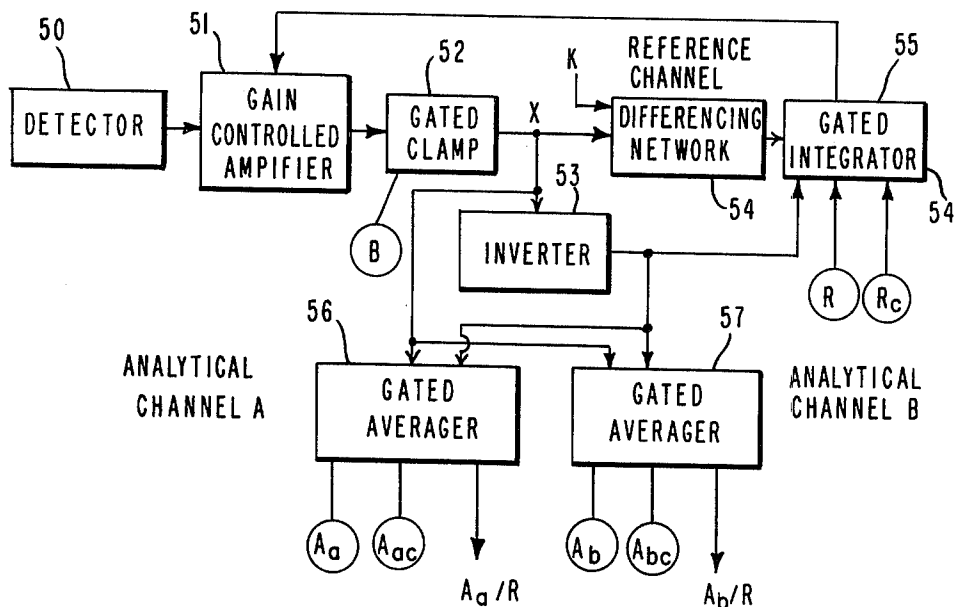 50
51
52
55
DETECTOR
GAIN
CONTROLLED
AMPIFIER
GATED
CLAMP
X
K
REFERENCE
CHANNEL
DIFFERENCING
NETWORK
54
GATED
INTEGRATOR
54
B
53
INVERTER
R
Rc
56
57
ANALYTICAL
CHANNEL A
GATED
AVERAGER
GATED
AVERAGER
ANALYTICAL
CHANNEL B
Aa
Aac
Aa/R
Ab
Abc
Ab/R